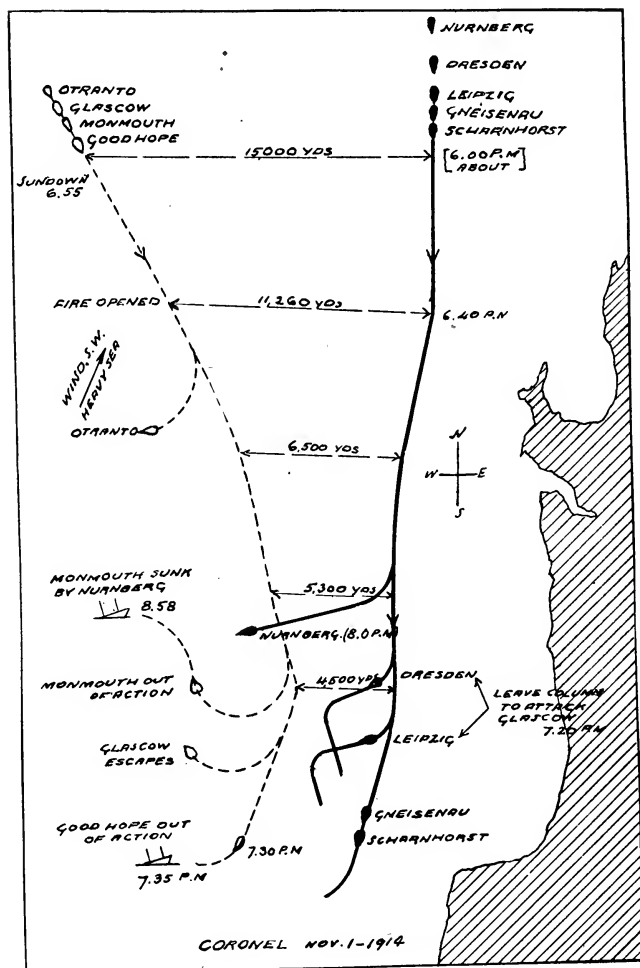 NURNBERG
DRESDEN
LEIPZIG
GNEISENAU
SCHARNHORST
OTRANTO
GLASCOW
MONMOUTH
GOOD HOPE
15,000 YDS
[6.00 P.M
ABOUT]
SUNDOWN
6.55
FIRE OPENED
11,260 YDS
6.40 P.M
WIND. S.W.
HEAVY SEA
OTRANTO
6,500 YDS
N
W
E
S
MONMOUTH SUNK
BY NURNBERG
8.58
5,300 YDS
NURNBERG. (8.0 P.M)
MONMOUTH OUT
OF ACTION
4,500 YDS
DRESDEN
LEAVE COLUMN
TO ATTACK
GLASCOW
7.20 P.M
GLASCOW
ESCAPES
LEIPZIG
GNEISENAU
SCHARNHORST
GOOD HOPE OUT
OF ACTION
7.30 P.M
7.35 P.M
CORONEL NOV. 1-1914